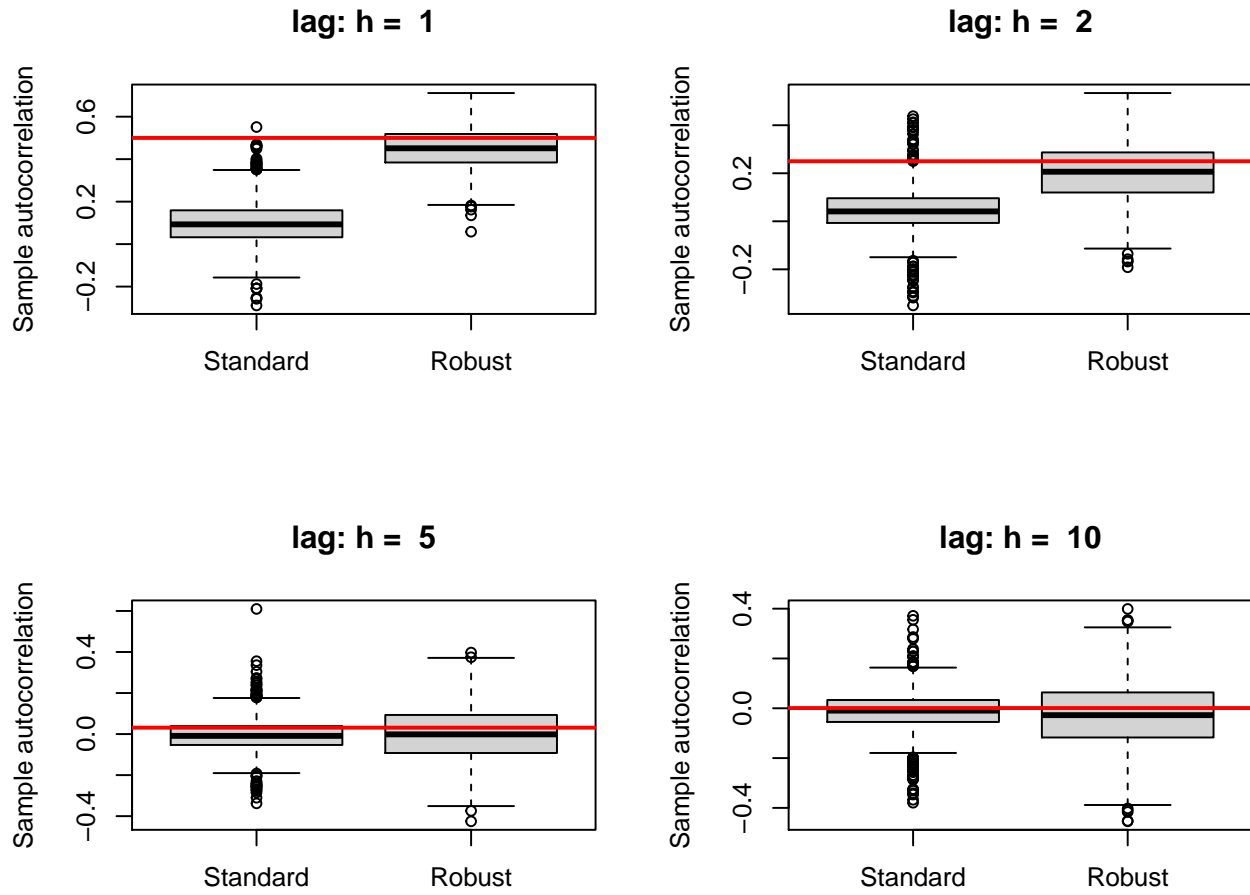 lag: h =  1
Sample autocorrelation
−0.2
0.2
0.6
Standard
Robust
lag: h =  2
Sample autocorrelation
−0.2
0.2
Standard
Robust
lag: h =  5
Sample autocorrelation
−0.4
0.0
0.4
Standard
Robust
lag: h =  10
Sample autocorrelation
−0.4
0.0
0.4
Standard
Robust